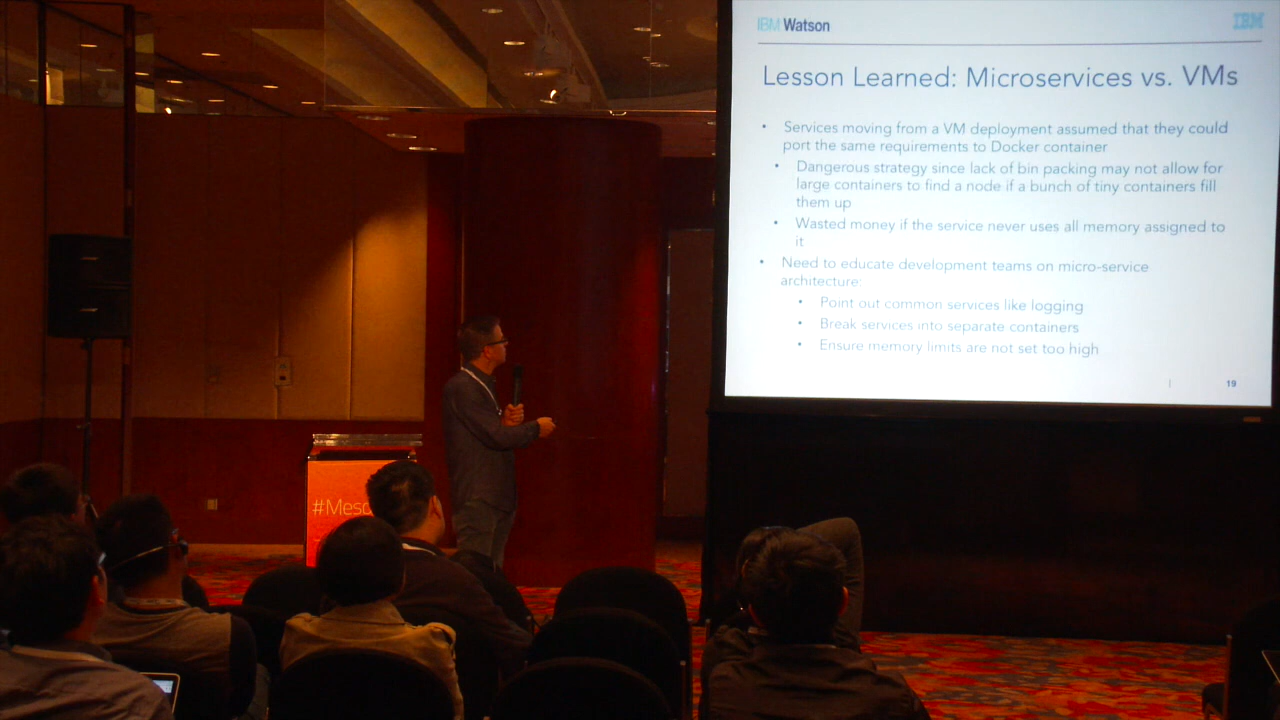 IBM Watson
IBM
Lesson Learned: Microservices vs. VMs
• Services moving from a VM deployment assumed that they could
port the same requirements to Docker container
• Dangerous strategy since lack of bin packing may not allow for
large containers to find a node if a bunch of tiny containers fill
them up
• Wasted money if the service never uses all memory assigned to
it
• Need to educate development teams on micro-service
architecture:
• Point out common services like logging
• Break services into separate containers
• Ensure memory limits are not set too high
19
#Meso